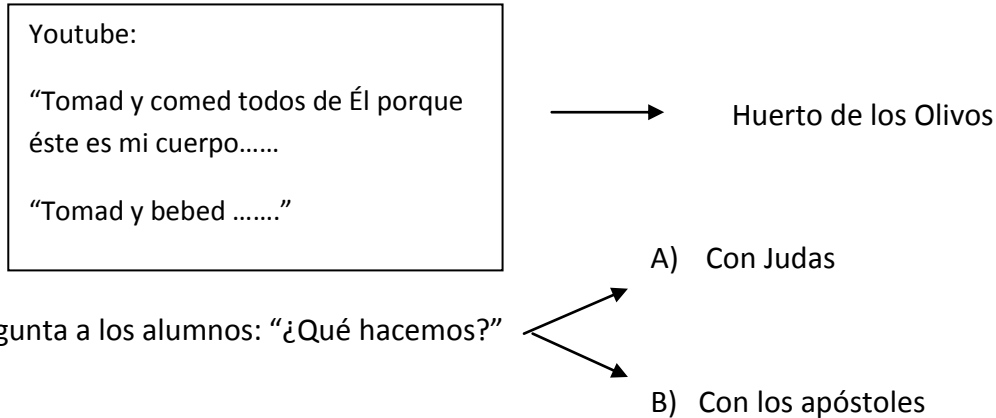 Youtube:
“Tomad y comed todos de Él porque
éste es mi cuerpo……
“Tomad y bebed …….”
Huerto de los Olivos
A) Con Judas
a los alumnos: “¿Qué hacemos?”
B) Con los apóstoles